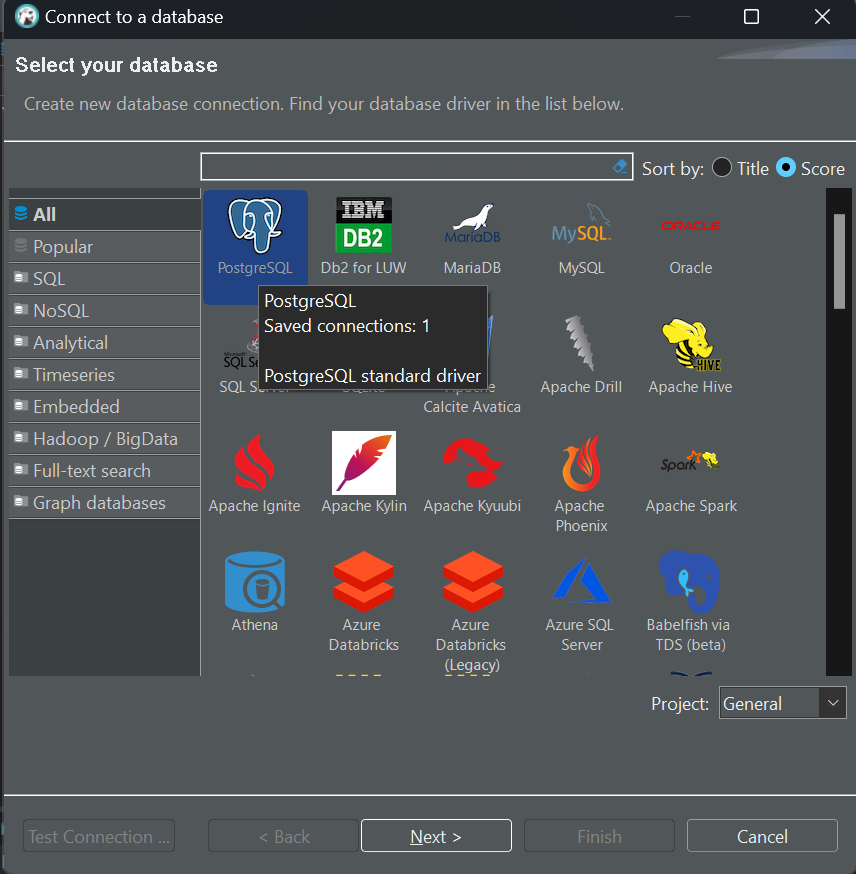 Connect to a database
Select your database
Create new database connection. Find your database driver in the list below.
Sort by: Title Score
All
Popular
SQL
NoSQL
Analytical
Timeseries
Embedded
Hadoop / BigData
Full-text search
Graph databases
IBM
DB2
MariaDB
MySQL
ORACLE
PostgreSQL
Db2 for LUW
MariaDB
MySQL
Oracle
PostgreSQL
Saved connections: 1
PostgreSQL standard driver
Microsoft
HIVE
SQL Server
Apache
Calcite Avatica
Apache Drill
Apache Hive
Spark
Apache Ignite
Apache Kylin
Apache Kyuubi
Apache
Phoenix
Apache Spark
Athena
Azure
Databricks
Azure
Databricks
(Legacy)
Azure SQL
Server
Babelfish via
TDS (beta)
Project: General
Test Connection ...
< Back
Next >
Finish
Cancel